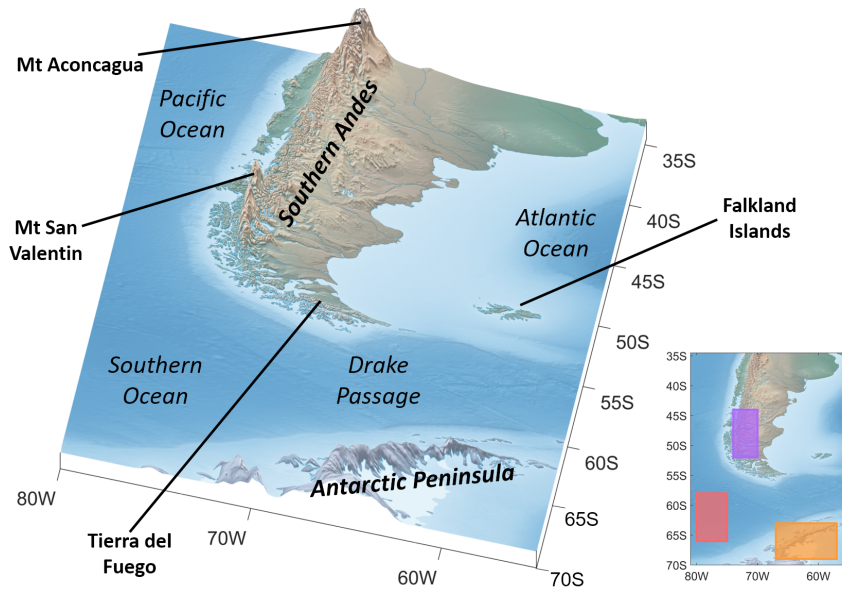 Mt Aconcagua
Pacific
Ocean
Southern Andes
35S
40S
Mt San
Valentin
Atlantic
Ocean
Falkland
Islands
45S
50S
Southern
Ocean
Drake
Passage
55S
60S
Antarctic Peninsula
65S
80W
70W
Tierra del
Fuego
60W
70S
35S
40S
45S
50S
55S
60S
65S
70S
80W
70W
60W